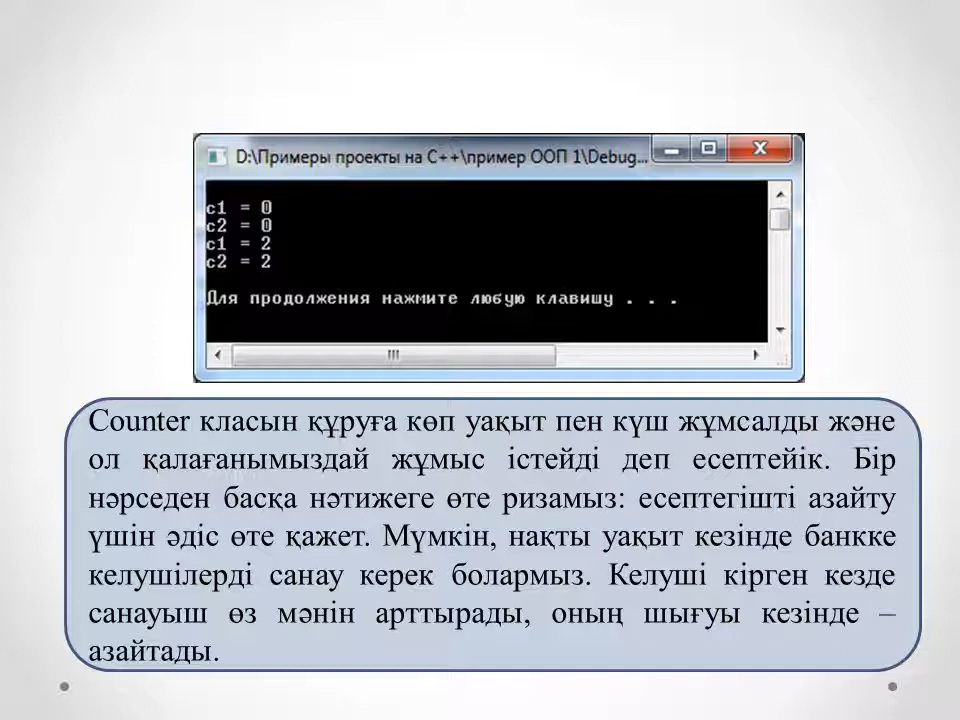 D:\Примеры проекты на C++\пример ООП 1\Debug...
c1 = 0
c2 = 0
c1 = 2
c2 = 2
Для продолжения нажмите любую клавишу . . .
Counter класын құруға көп уақыт пен күш жұмсалды және
ол қалағанымыздай жұмыс істейді деп есептейік. Бір
нәрседен басқа нәтижеге өте ризамыз: есептегішті азайту
үшін әдіс өте қажет. Мүмкін, нақты уақыт кезінде банкке
келушілерді санау керек болармыз. Келуші кірген кезде
санауыш өз мәнін арттырады, оның шығуы кезінде –
азайтады.